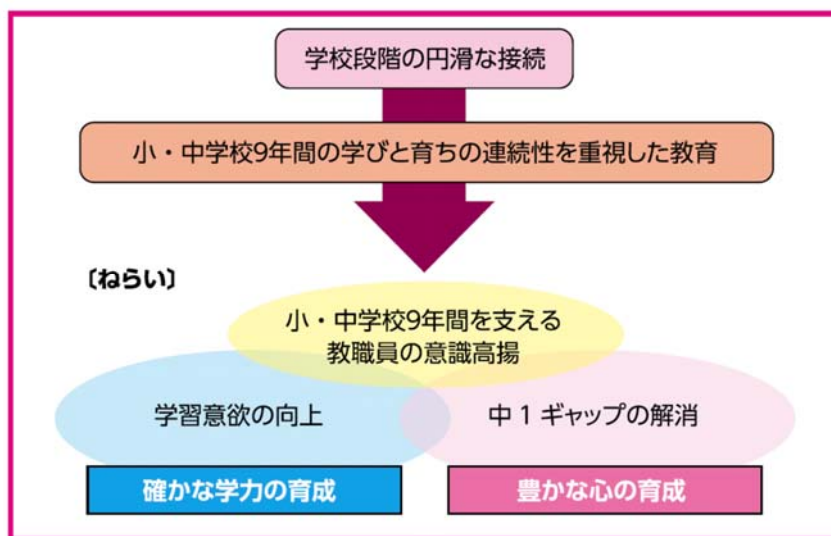 学校段階の円滑な接続
小・中学校9年間の学びと育ちの連続性を重視した教育
〔ねらい〕
小・中学校9年間を支える
教職員の意識高揚
学習意欲の向上
中１ギャップの解消
確かな学力の育成
豊かな心の育成